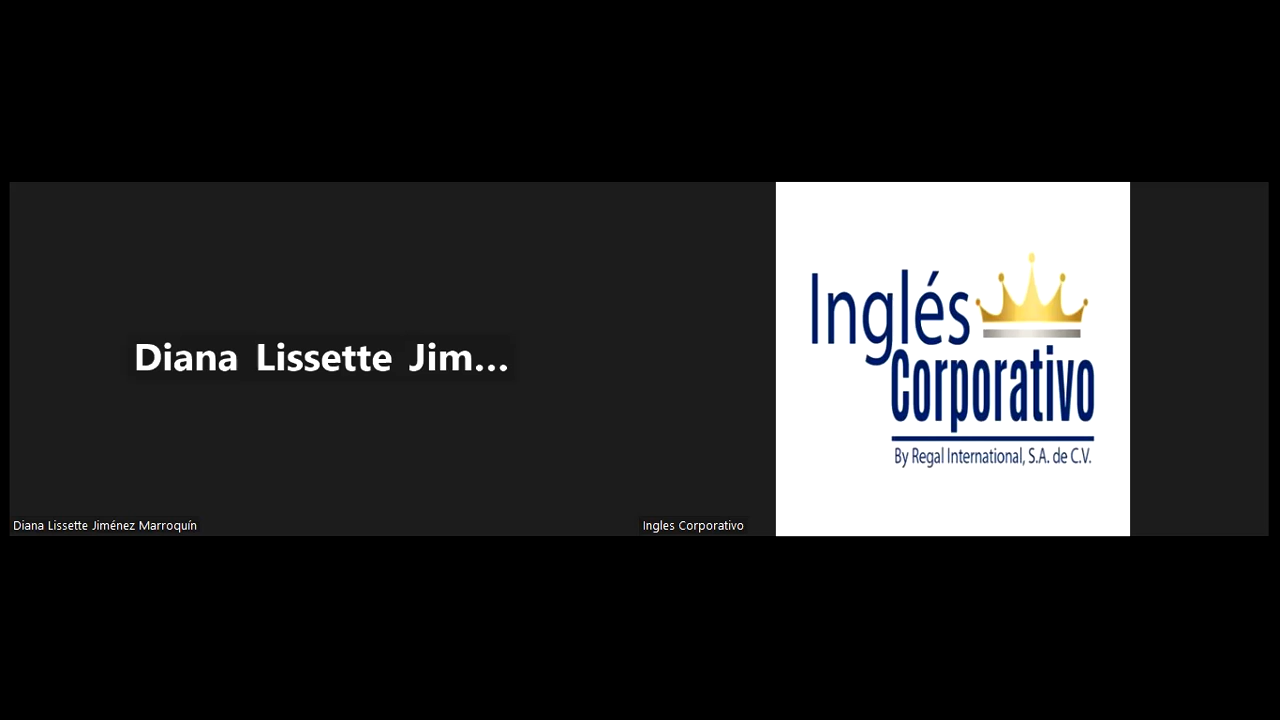 Diana Lissette Jim...
Diana Lissette Jiménez Marroquín
Inglés
Corporativo
By Regal International, S.A. de C.V.
Ingles Corporativo